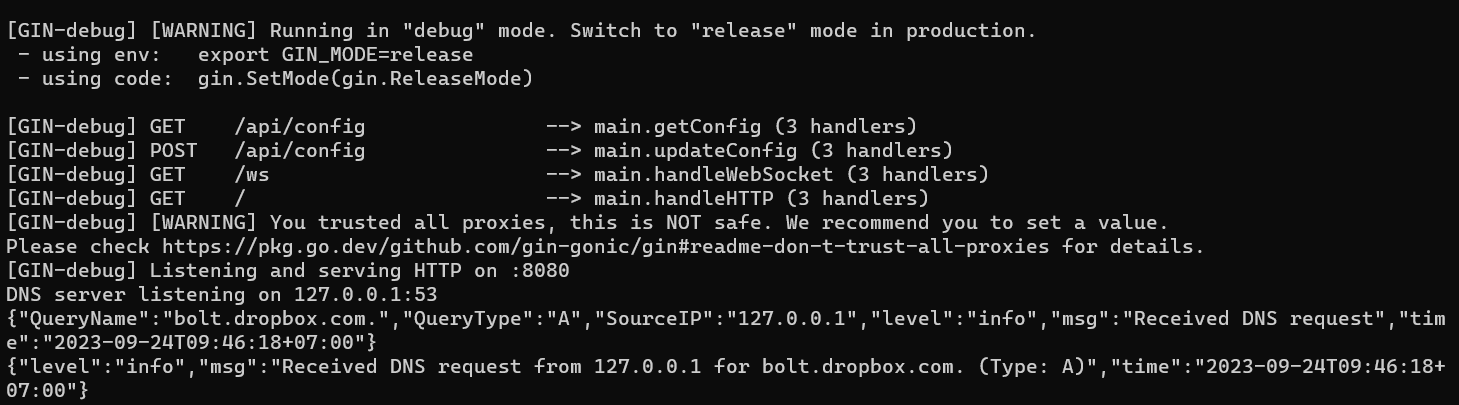 [GIN-debug] [WARNING] Running in "debug" mode. Switch to "release" mode in production.
 - using env:   export GIN_MODE=release
 - using code:  gin.SetMode(gin.ReleaseMode)

[GIN-debug] GET    /api/config               --> main.getConfig (3 handlers)
[GIN-debug] POST   /api/config               --> main.updateConfig (3 handlers)
[GIN-debug] GET    /ws                       --> main.handleWebSocket (3 handlers)
[GIN-debug] GET    /                         --> main.handleHTTP (3 handlers)
[GIN-debug] [WARNING] You trusted all proxies, this is NOT safe. We recommend you to set a value.
Please check https://pkg.go.dev/github.com/gin-gonic/gin#readme-don-t-trust-all-proxies for details.
[GIN-debug] Listening and serving HTTP on :8080
DNS server listening on 127.0.0.1:53
{"QueryName":"bolt.dropbox.com.","QueryType":"A","SourceIP":"127.0.0.1","level":"info","msg":"Received DNS request","tim
e":"2023-09-24T09:46:18+07:00"}
{"level":"info","msg":"Received DNS request from 127.0.0.1 for bolt.dropbox.com. (Type: A)","time":"2023-09-24T09:46:18+
07:00"}